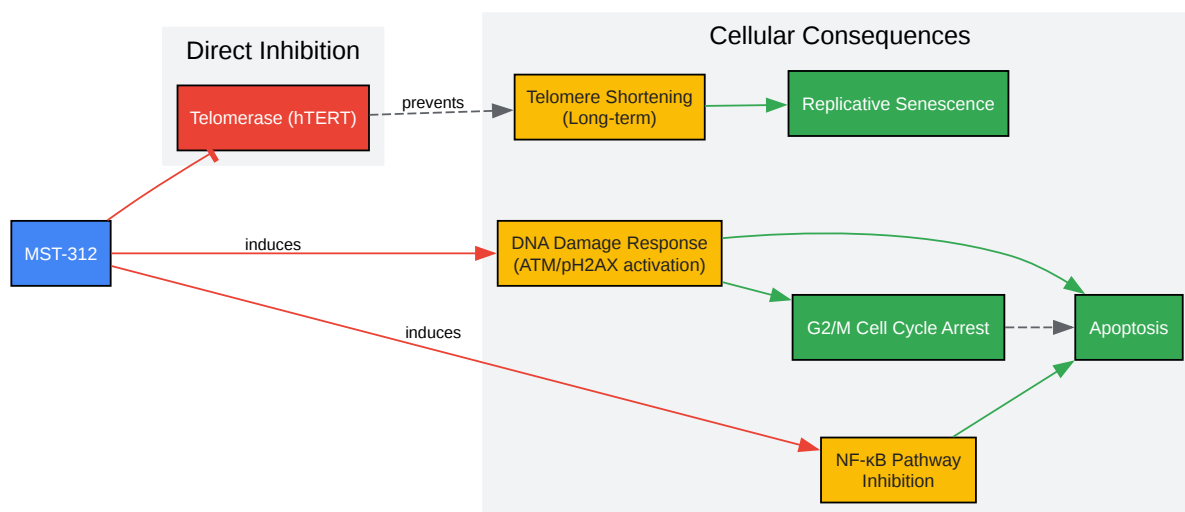 Direct Inhibition
Cellular Consequences
Telomerase (hTERT)
prevents
Telomere Shortening
(Long-term)
Replicative Senescence
MST-312
induces
DNA Damage Response
(ATM/pH2AX activation)
G2/M Cell Cycle Arrest
Apoptosis
induces
NF-κB Pathway
Inhibition